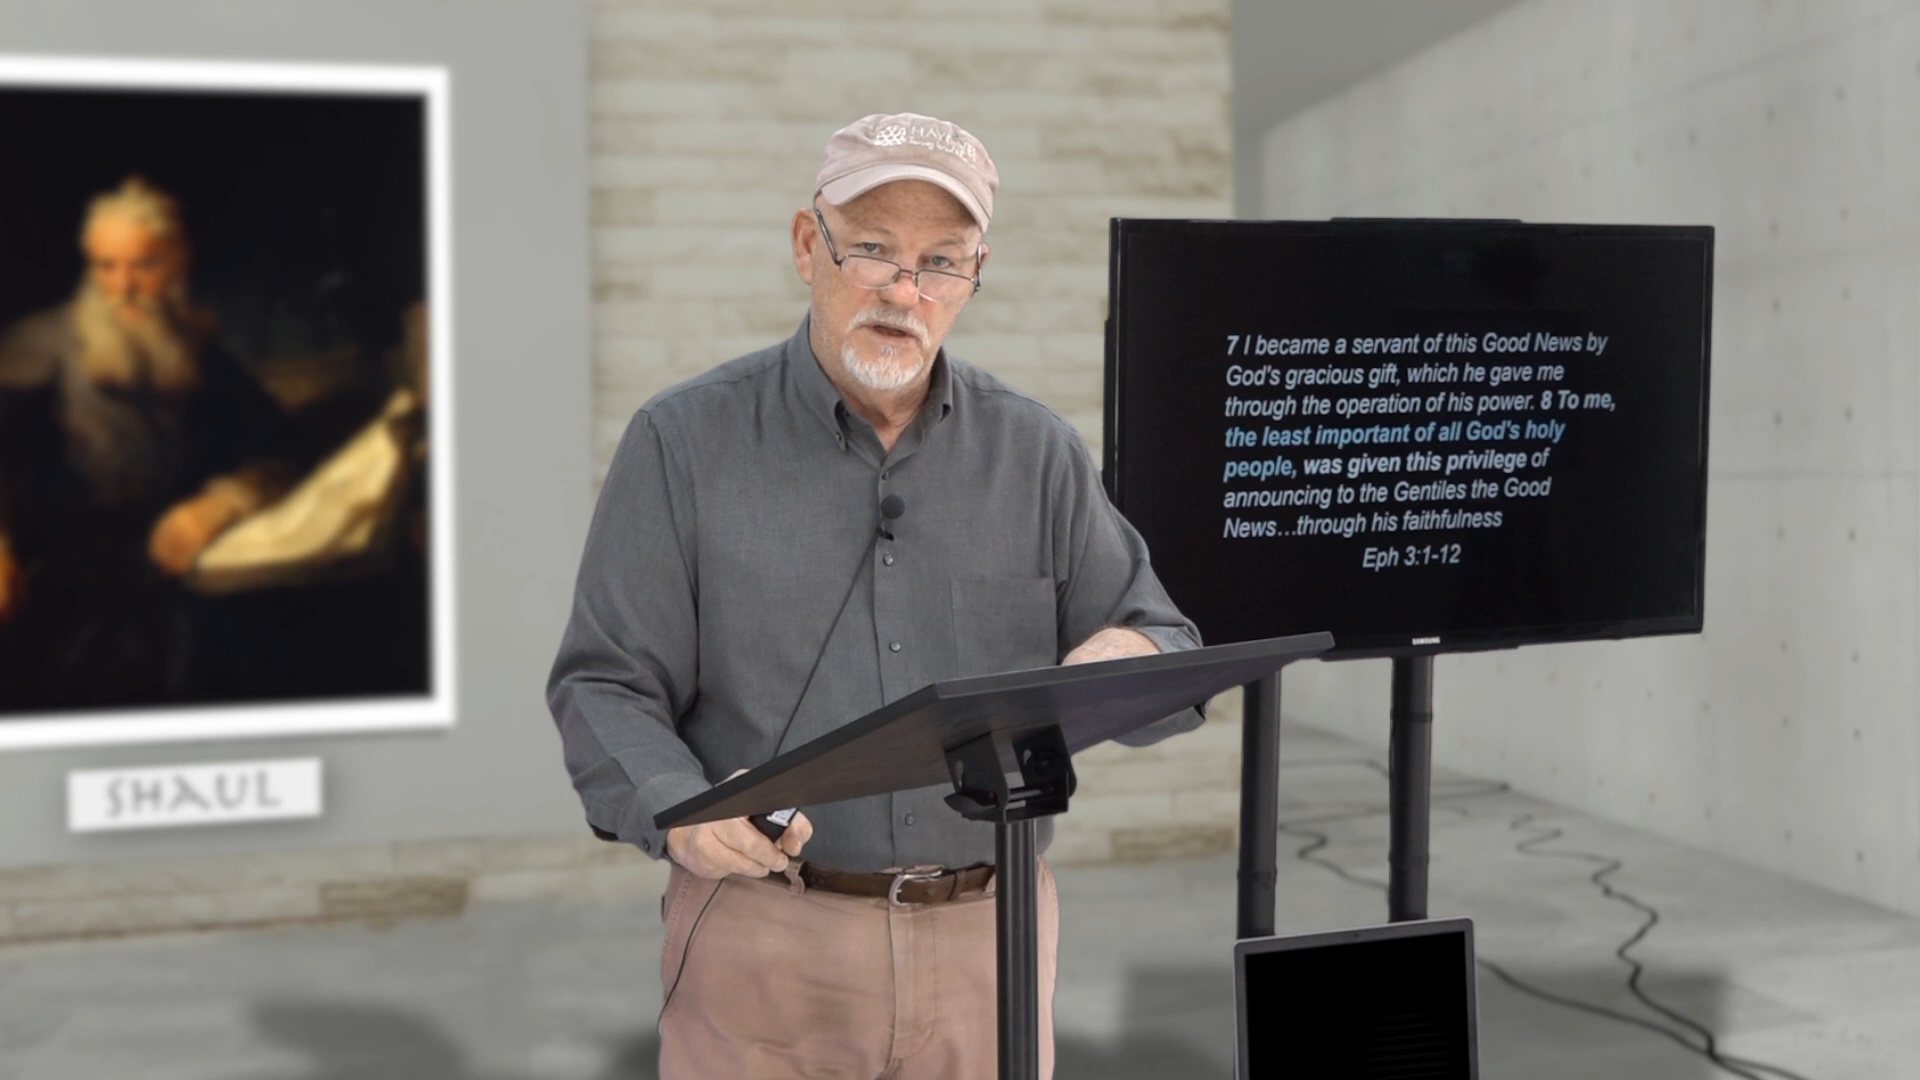 SHAUL
7 I became a servant of this Good News by
God's gracious gift, which he gave me
through the operation of his power. 8 To me,
the least important of all God's holy
people, was given this privilege of
announcing to the Gentiles the Good
News...through his faithfulness
Eph 3:1-12
SAMSUNG